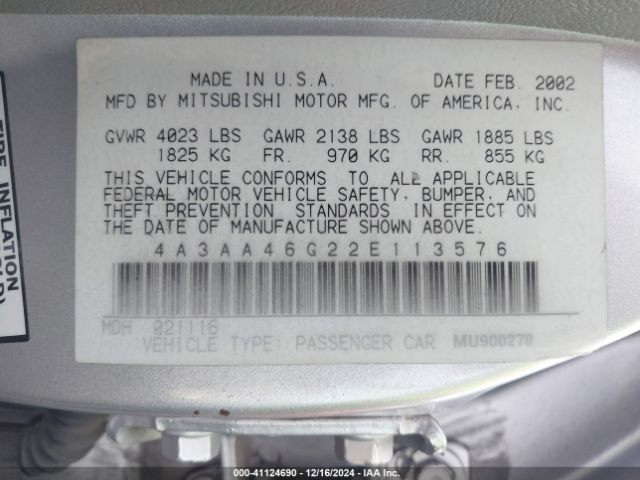 MADE IN U.S.A. DATE FEB. 2002
MFD BY MITSUBISHI MOTOR MFG. OF AMERICA, INC.
GVWR 4023 LBS GAWR 2138 LBS GAWR 1885 LBS
1825 KG FR. 970 KG RR. 855 KG
THIS VEHICLE CONFORMS TO ALL APPLICABLE
FEDERAL MOTOR VEHICLE SAFETY, BUMPER, AND
THEFT PREVENTION STANDARDS IN EFFECT ON
THE DATE OF MANUFACTURE SHOWN ABOVE.
4A3AA46G22E113576
MDH 021116
VEHICLE TYPE: PASSENGER CAR MU900278
TIRE INFLATION
000-41124690 - 12/16/2024 - IAA Inc.